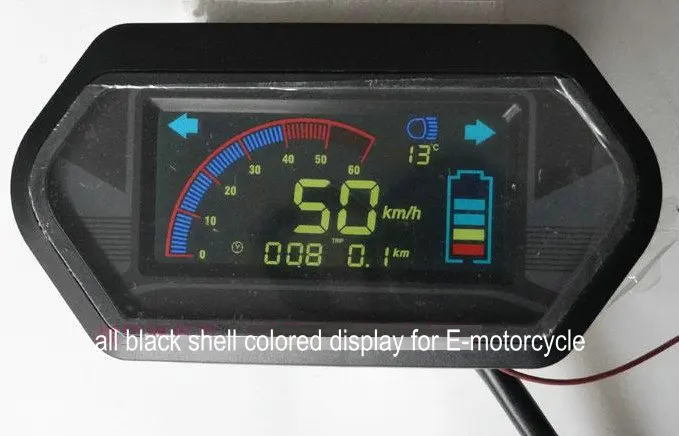 13 °C
0 10 20 30 40 50 60
50 km/h
TRP
008 0.1 km
all black shell colored display for E-motorcycle